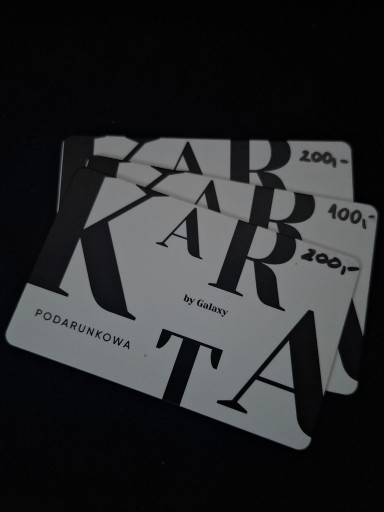 KAR 200,-
KAR 100,-
KAR 200,-
by Galaxy
PODARUNKOWA
TA